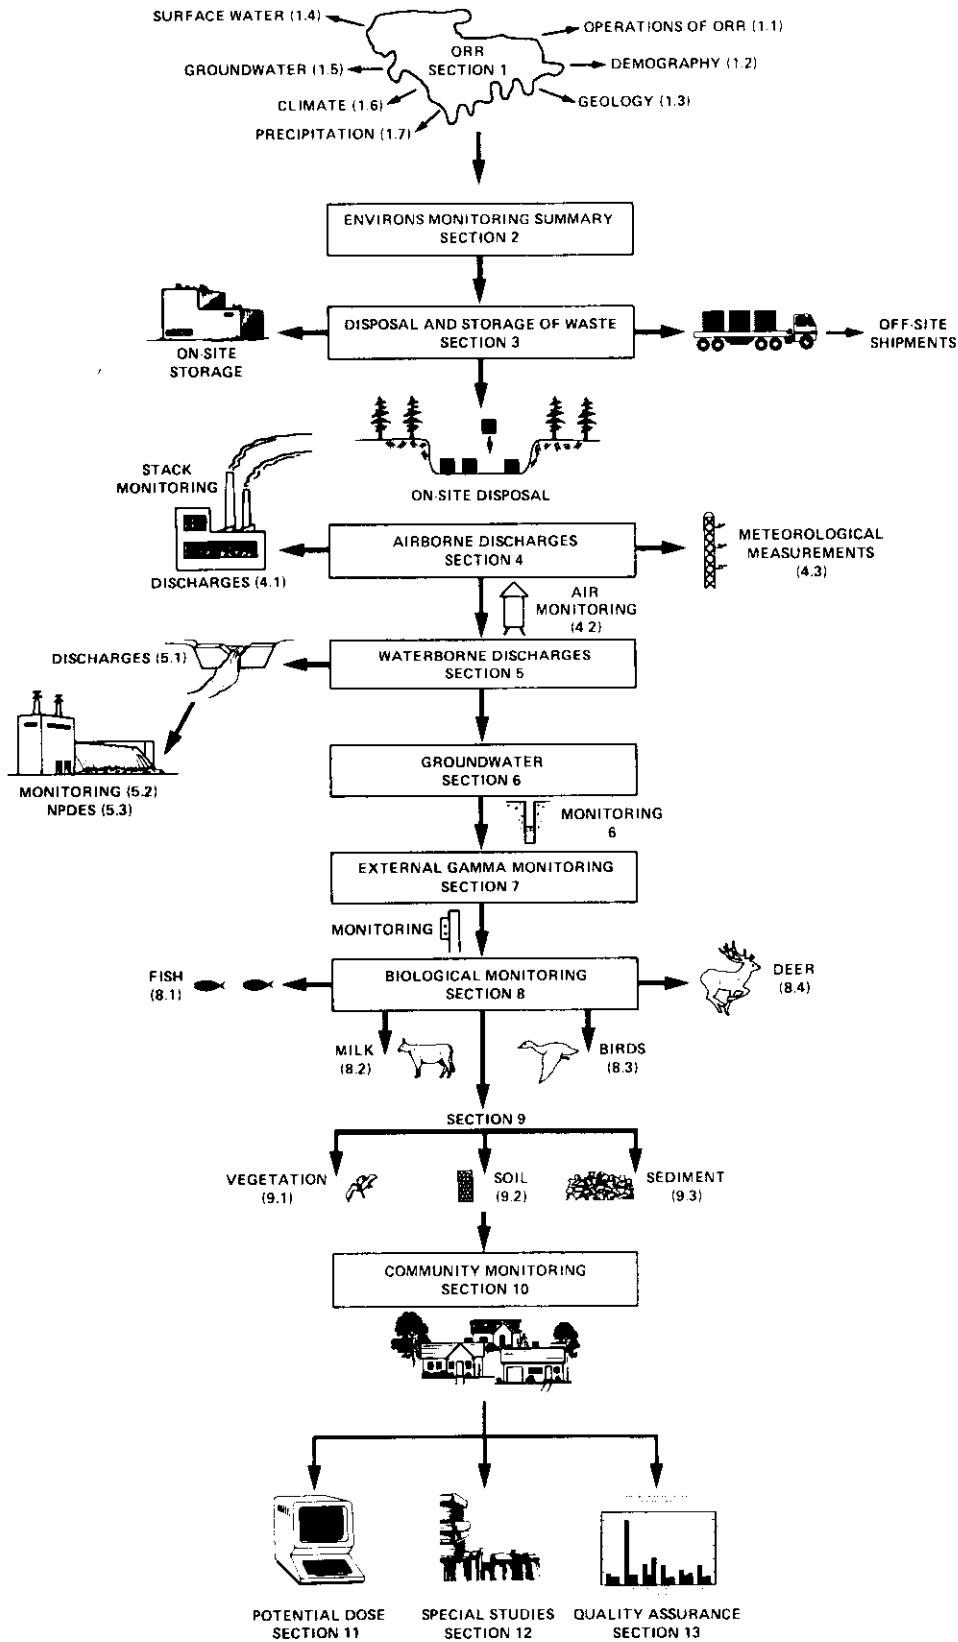 SURFACE WATER (1.4)
OPERATIONS OF ORR (1.1)
ORR
SECTION 1
GROUNDWATER (1.5)
DEMOGRAPHY (1.2)
CLIMATE (1.6)
GEOLOGY (1.3)
PRECIPITATION (1.7)
ENVIRONS MONITORING SUMMARY
SECTION 2
DISPOSAL AND STORAGE OF WASTE
SECTION 3
ON-SITE
STORAGE
OFF-SITE
SHIPMENTS
ON-SITE DISPOSAL
STACK
MONITORING
AIRBORNE DISCHARGES
SECTION 4
DISCHARGES (4.1)
METEOROLOGICAL
MEASUREMENTS
(4.3)
AIR
MONITORING
(4.2)
WATERBORNE DISCHARGES
SECTION 5
DISCHARGES (5.1)
MONITORING (5.2)
NPDES (5.3)
GROUNDWATER
SECTION 6
MONITORING
6
EXTERNAL GAMMA MONITORING
SECTION 7
MONITORING
BIOLOGICAL MONITORING
SECTION 8
FISH
(8.1)
DEER
(8.4)
MILK
(8.2)
BIRDS
(8.3)
SECTION 9
VEGETATION
(9.1)
SOIL
(9.2)
SEDIMENT
(9.3)
COMMUNITY MONITORING
SECTION 10
POTENTIAL DOSE
SECTION 11
SPECIAL STUDIES
SECTION 12
QUALITY ASSURANCE
SECTION 13